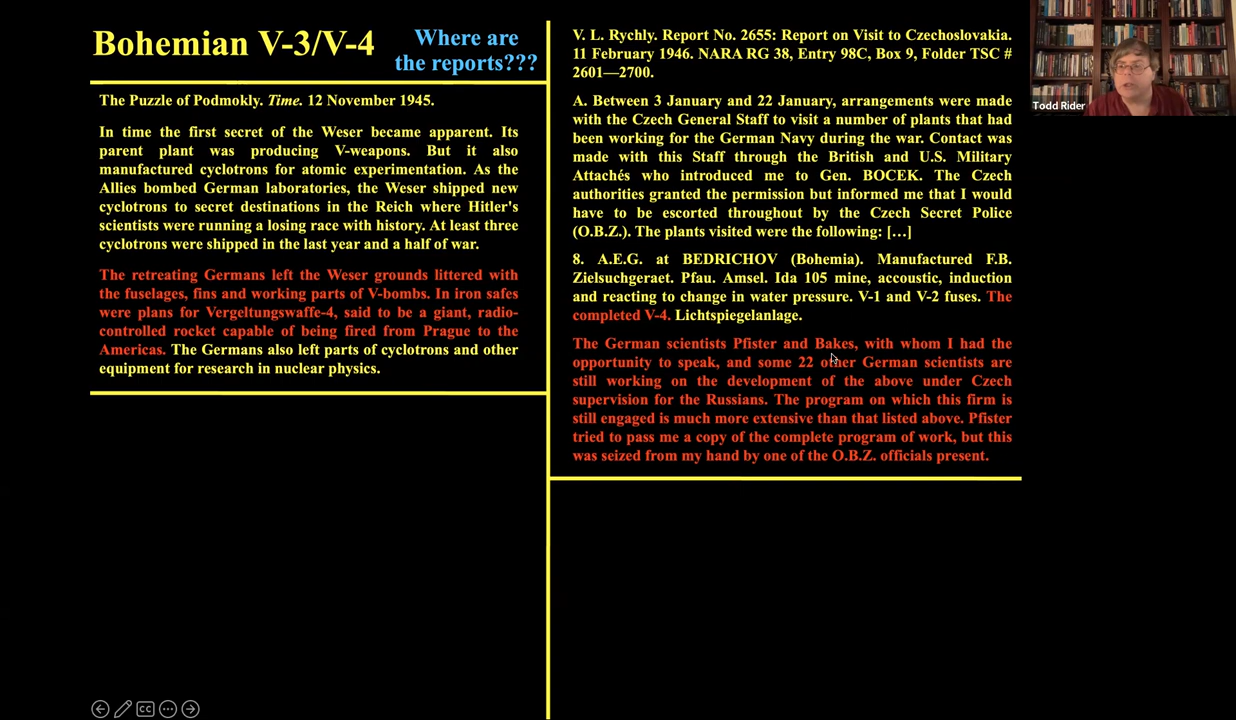 Bohemian V-3/V-4
Where are
the reports???
The Puzzle of Podmokly. Time. 12 November 1945.
In time the first secret of the Weser became apparent. Its
parent plant was producing V-weapons. But it also
manufactured cyclotrons for atomic experimentation. As the
Allies bombed German laboratories, the Weser shipped new
cyclotrons to secret destinations in the Reich where Hitler's
scientists were running a losing race with history. At least three
cyclotrons were shipped in the last year and a half of war.
The retreating Germans left the Weser grounds littered with
the fuselages, fins and working parts of V-bombs. In iron safes
were plans for Vergeltungswaffe-4, said to be a giant, radio-
controlled rocket capable of being fired from Prague to the
Americas. The Germans also left parts of cyclotrons and other
equipment for research in nuclear physics.
V. L. Rychly. Report No. 2655: Report on Visit to Czechoslovakia.
11 February 1946. NARA RG 38, Entry 98C, Box 9, Folder TSC #
2601—2700.
A. Between 3 January and 22 January, arrangements were made
with the Czech General Staff to visit a number of plants that had
been working for the German Navy during the war. Contact was
made with this Staff through the British and U.S. Military
Attachés who introduced me to Gen. BOCEK. The Czech
authorities granted the permission but informed me that I would
have to be escorted throughout by the Czech Secret Police
(O.B.Z.). The plants visited were the following: […]
8. A.E.G. at BEDRICHOV (Bohemia). Manufactured F.B.
Zielsuchgeraet. Pfau. Amsel. Ida 105 mine, accoustic, induction
and reacting to change in water pressure. V-1 and V-2 fuses. The
completed V-4. Lichtspiegelanlage.
The German scientists Pfister and Bakes, with whom I had the
opportunity to speak, and some 22 other German scientists are
still working on the development of the above under Czech
supervision for the Russians. The program on which this firm is
still engaged is much more extensive than that listed above. Pfister
tried to pass me a copy of the complete program of work, but this
was seized from my hand by one of the O.B.Z. officials present.
Todd Rider
CC